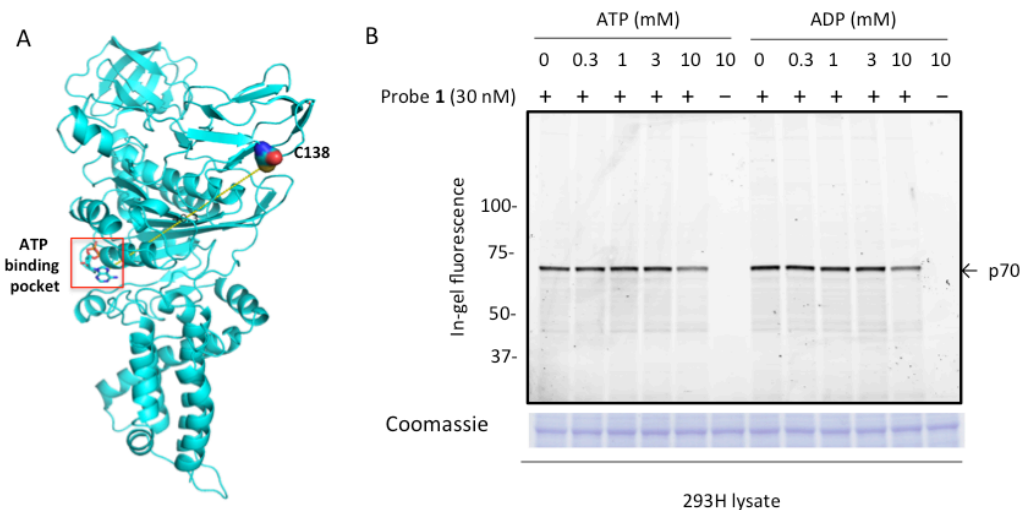 A
C138
ATP
binding
pocket
B
ATP (mM) ADP (mM)
0 0.3 1 3 10 10 0 0.3 1 3 10 10
Probe 1 (30 nM) + + + + + − + + + + + −
In-gel fluorescence
100-
75-
← p70
50-
37-
Coomassie
293H lysate